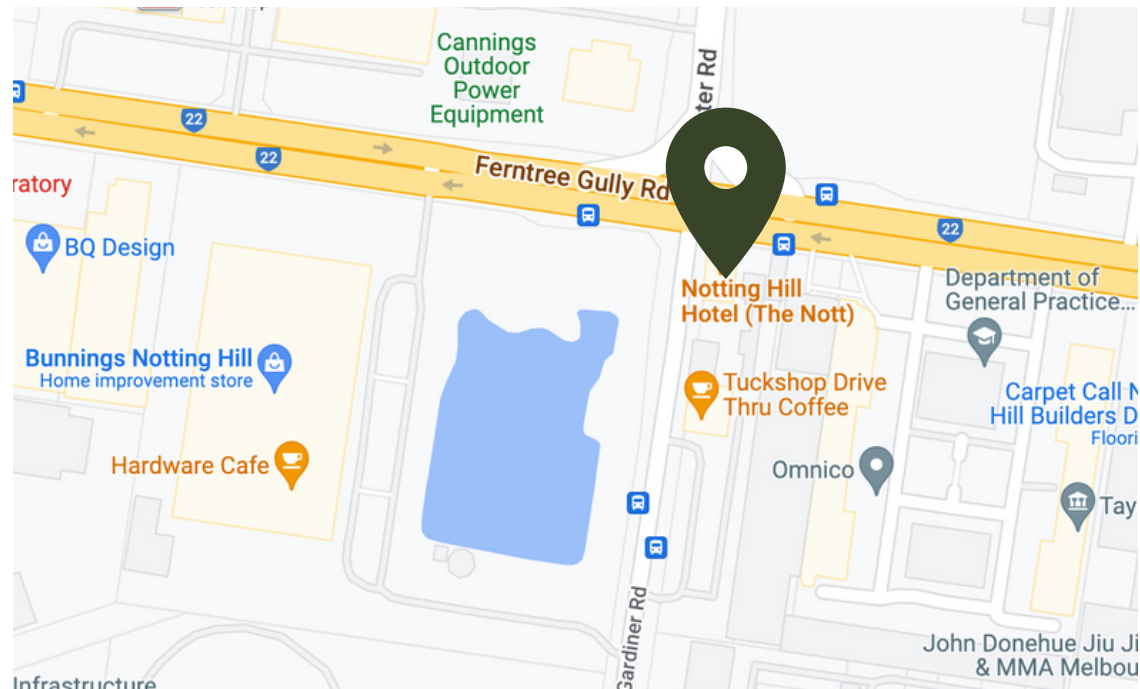 Cannings
Outdoor
Power
Equipment
ter Rd
22
22
Ferntree Gully Rd
ratory
BQ Design
22
Department of
General Practice...
Notting Hill
Hotel (The Nott)
Bunnings Notting Hill
Home improvement store
Tuckshop Drive
Thru Coffee
Carpet Call N
Hill Builders D
Floori
Hardware Cafe
Omnico
Tay
Gardiner Rd
John Donehue Jiu Ji
& MMA Melbou
Infrastructure